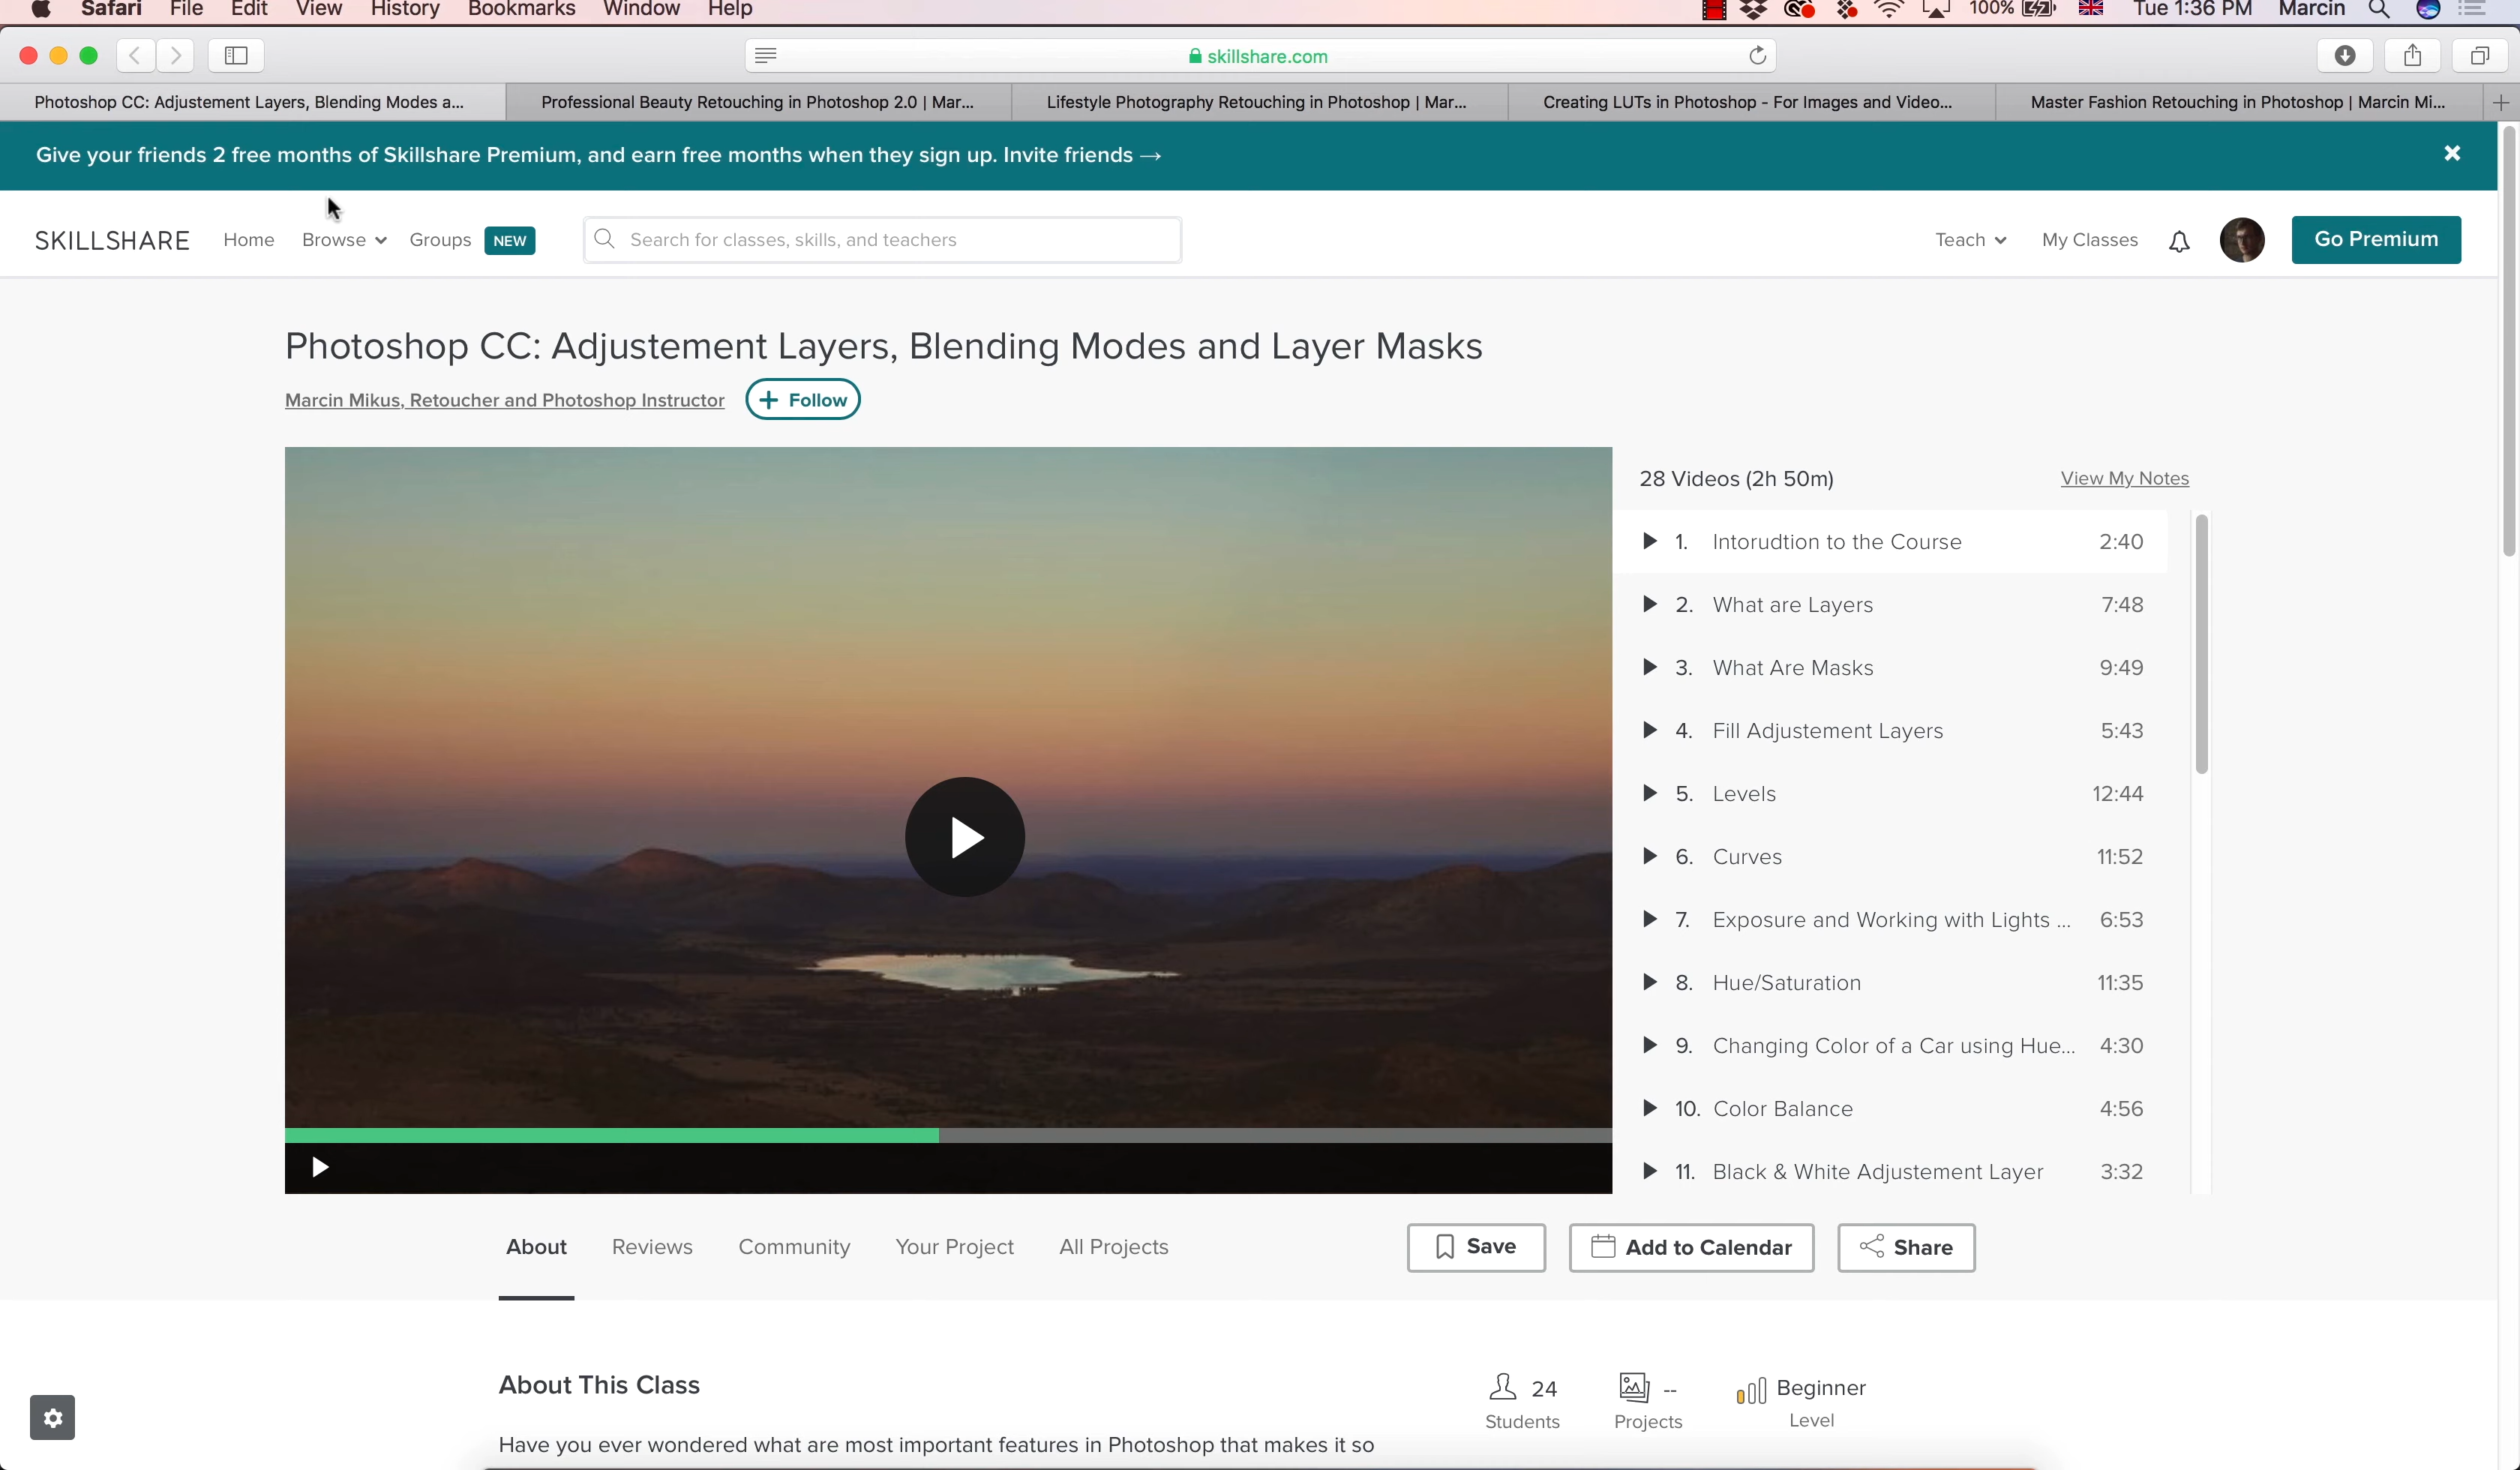 Safari File Edit View History Bookmarks Window Help 100% Tue 1:36 PM Marcin
skillshare.com
Photoshop CC: Adjustement Layers, Blending Modes a... Professional Beauty Retouching in Photoshop 2.0 | Mar... Lifestyle Photography Retouching in Photoshop | Mar... Creating LUTs in Photoshop - For Images and Video... Master Fashion Retouching in Photoshop | Marcin Mi...
Give your friends 2 free months of Skillshare Premium, and earn free months when they sign up. Invite friends →
SKILLSHARE Home Browse Groups NEW Search for classes, skills, and teachers Teach My Classes Go Premium
Photoshop CC: Adjustement Layers, Blending Modes and Layer Masks
Marcin Mikus, Retoucher and Photoshop Instructor + Follow
28 Videos (2h 50m) View My Notes
1. Intorudtion to the Course 2:40
2. What are Layers 7:48
3. What Are Masks 9:49
4. Fill Adjustement Layers 5:43
5. Levels 12:44
6. Curves 11:52
7. Exposure and Working with Lights ... 6:53
8. Hue/Saturation 11:35
9. Changing Color of a Car using Hue... 4:30
10. Color Balance 4:56
11. Black & White Adjustement Layer 3:32
About Reviews Community Your Project All Projects Save Add to Calendar Share
About This Class
24 -- Beginner
Students Projects Level
Have you ever wondered what are most important features in Photoshop that makes it so